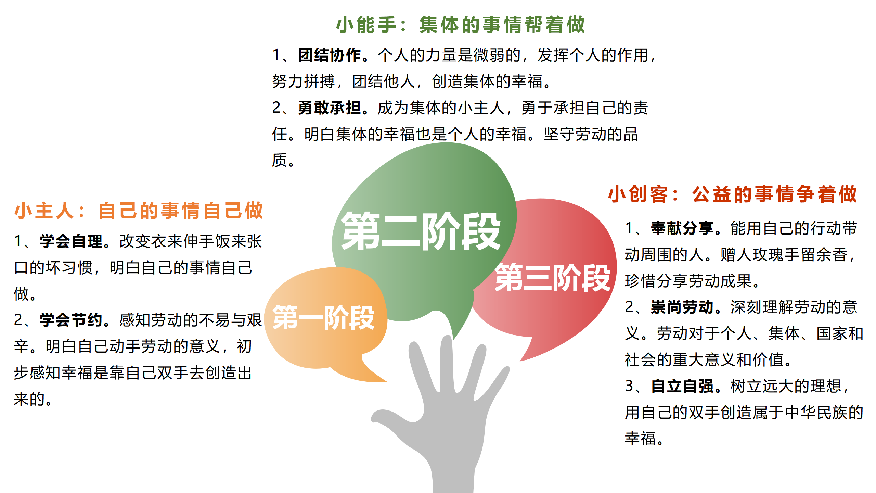 小能手：集体的事情帮着做
1、团结协作。个人的力量是微弱的，发挥个人的作用，
努力拼搏，团结他人，创造集体的幸福。
2、勇敢承担。成为集体的小主人，勇于承担自己的责
任。明白集体的幸福也是个人的幸福。坚守劳动的品
质。
小主人：自己的事情自己做
1、学会自理。改变衣来伸手饭来张
口的坏习惯，明白自己的事情自己
做。
2、学会节约。感知劳动的不易与艰
辛。明白自己动手劳动的意义，初
步感知幸福是靠自己双手去创造出
来的。
第一阶段
第二阶段
第三阶段
小创客：公益的事情争着做
1、奉献分享。能用自己的行动带
动周围的人。赠人玫瑰手留余香，
珍惜分享劳动成果。
2、崇尚劳动。深刻理解劳动的意
义。劳动对于个人、集体、国家和
社会的重大意义和价值。
3、自立自强。树立远大的理想，
用自己的双手创造属于中华民族的
幸福。